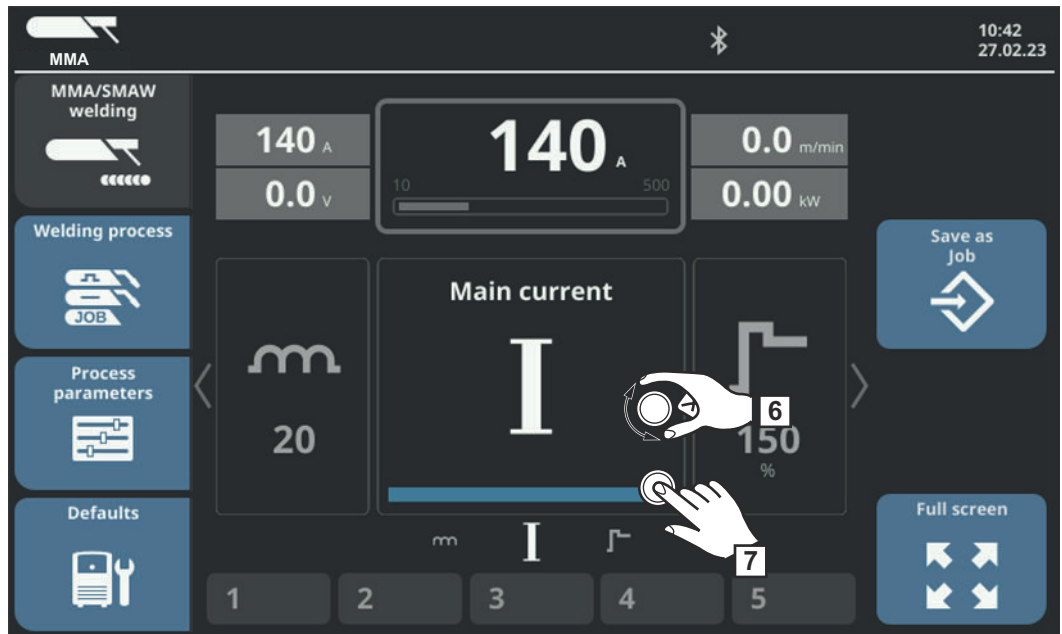 MMA
10:42
27.02.23
MMA/SMAW
welding
Welding process
JOB
Process
parameters
Defaults
140 A
0.0 V
140 A
10 500
0.0 m/min
0.00 kW
20
Main current
I
150
%
6
7
I
1 2 3 4 5
Save as
Job
Full screen